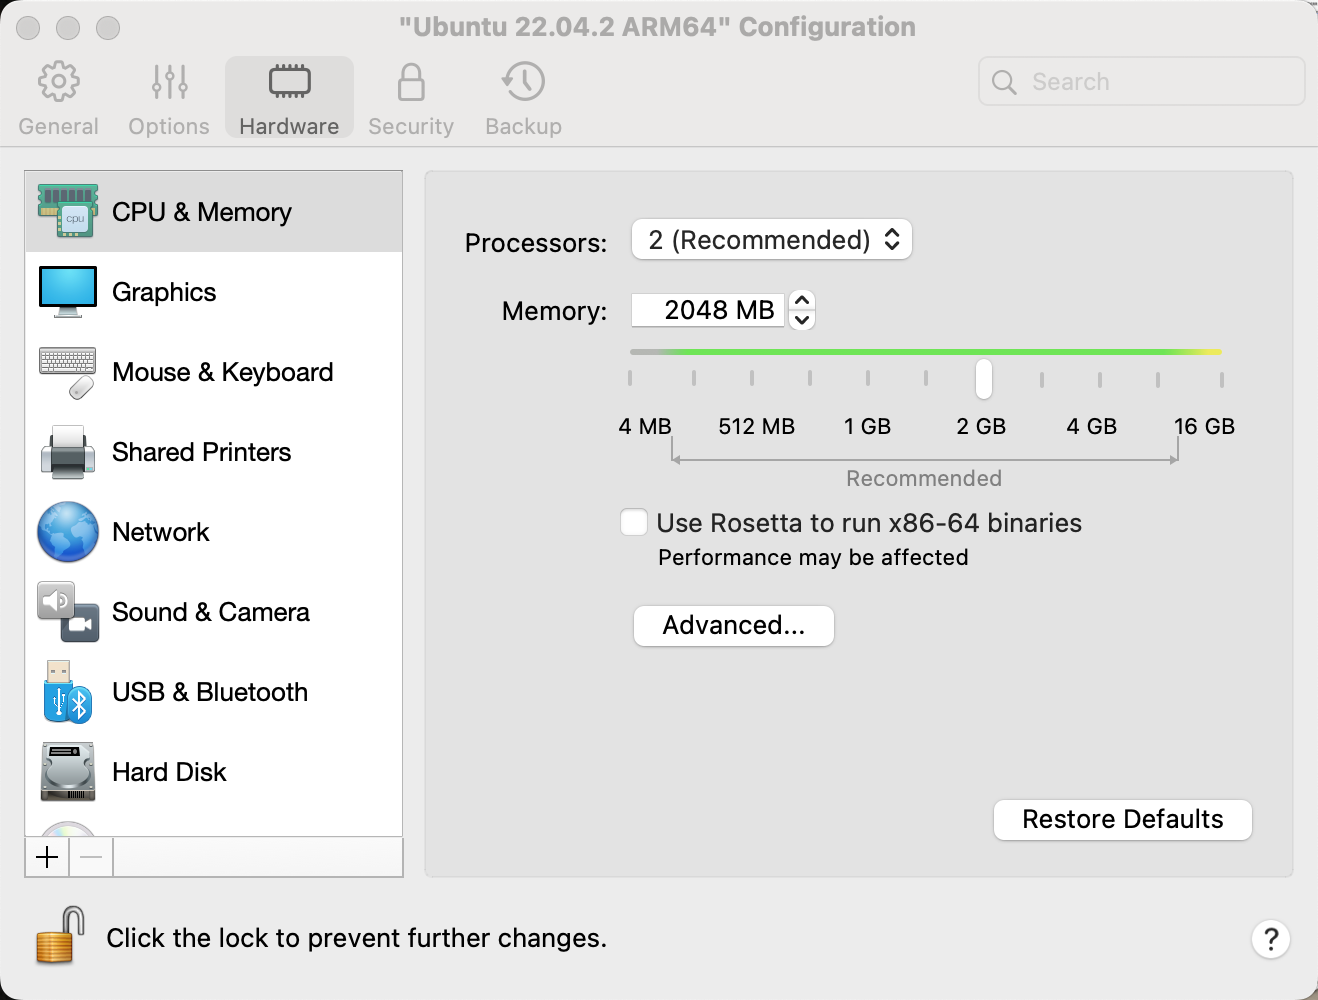 "Ubuntu 22.04.2 ARM64" Configuration
General Options Hardware Security Backup
Search
CPU & Memory
cpu
Graphics
Mouse & Keyboard
Shared Printers
Network
Sound & Camera
USB & Bluetooth
Hard Disk
Processors: 2 (Recommended)
Memory: 2048 MB
4 MB 512 MB 1 GB 2 GB 4 GB 16 GB
Recommended
Use Rosetta to run x86-64 binaries
Performance may be affected
Advanced...
Restore Defaults
Click the lock to prevent further changes.
?